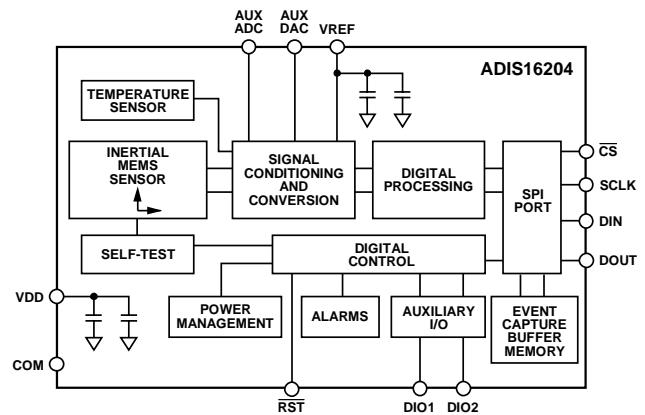 AUX
ADC
AUX
DAC
VREF
ADIS16204
TEMPERATURE
SENSOR
INERTIAL
MEMS
SENSOR
SIGNAL
CONDITIONING
AND
CONVERSION
DIGITAL
PROCESSING
SPI
PORT
CS
SCLK
DIN
DOUT
SELF-TEST
DIGITAL
CONTROL
VDD
POWER
MANAGEMENT
ALARMS
AUXILIARY
I/O
EVENT
CAPTURE
BUFFER
MEMORY
COM
RST
DIO1
DIO2